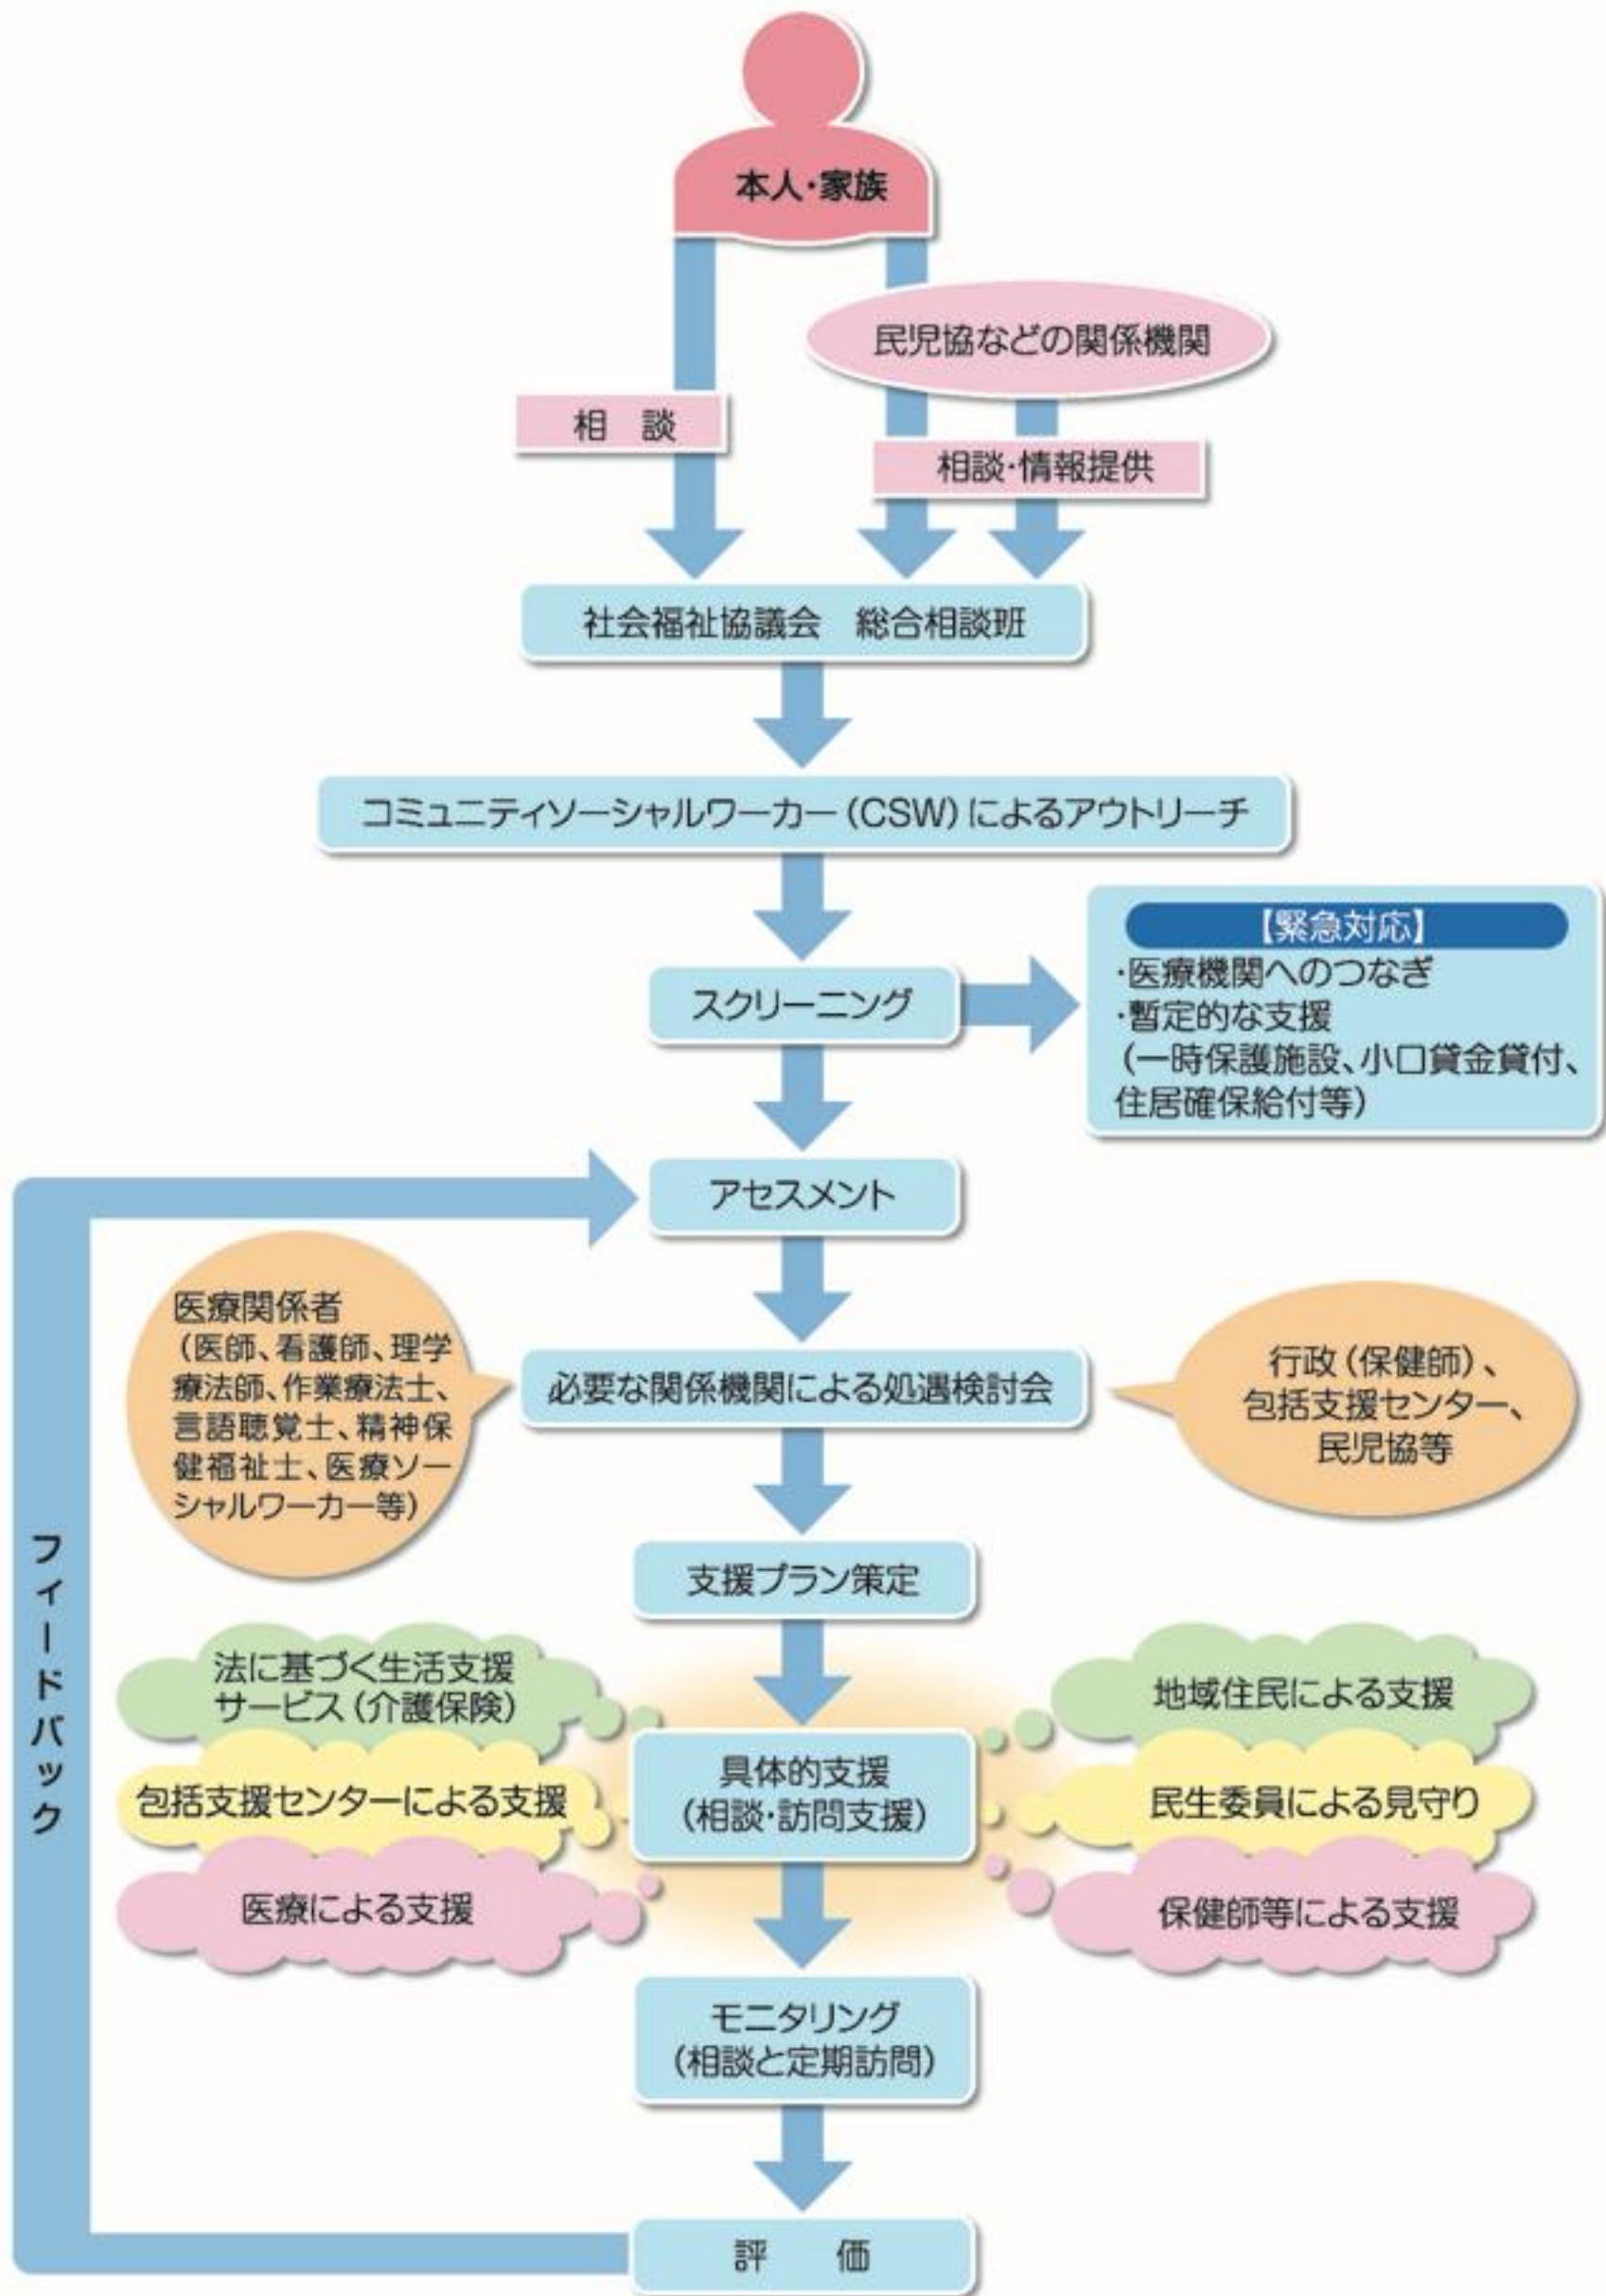 本人・家族
民児協などの関係機関
相　談
相談・情報提供
社会福祉協議会　総合相談班
コミュニティソーシャルワーカー（CSW）によるアウトリーチ
スクリーニング
【緊急対応】
・医療機関へのつなぎ
・暫定的な支援
（一時保護施設、小口貸金貸付、
住居確保給付等）
アセスメント
医療関係者
（医師、看護師、理学
療法師、作業療法士、
言語聴覚士、精神保
健福祉士、医療ソー
シャルワーカー等）
必要な関係機関による処遇検討会
行政（保健師）、
包括支援センター、
民児協等
支援プラン策定
フィードバック
法に基づく生活支援
サービス（介護保険）
包括支援センターによる支援
医療による支援
具体的支援
（相談・訪問支援）
地域住民による支援
民生委員による見守り
保健師等による支援
モニタリング
（相談と定期訪問）
評　価